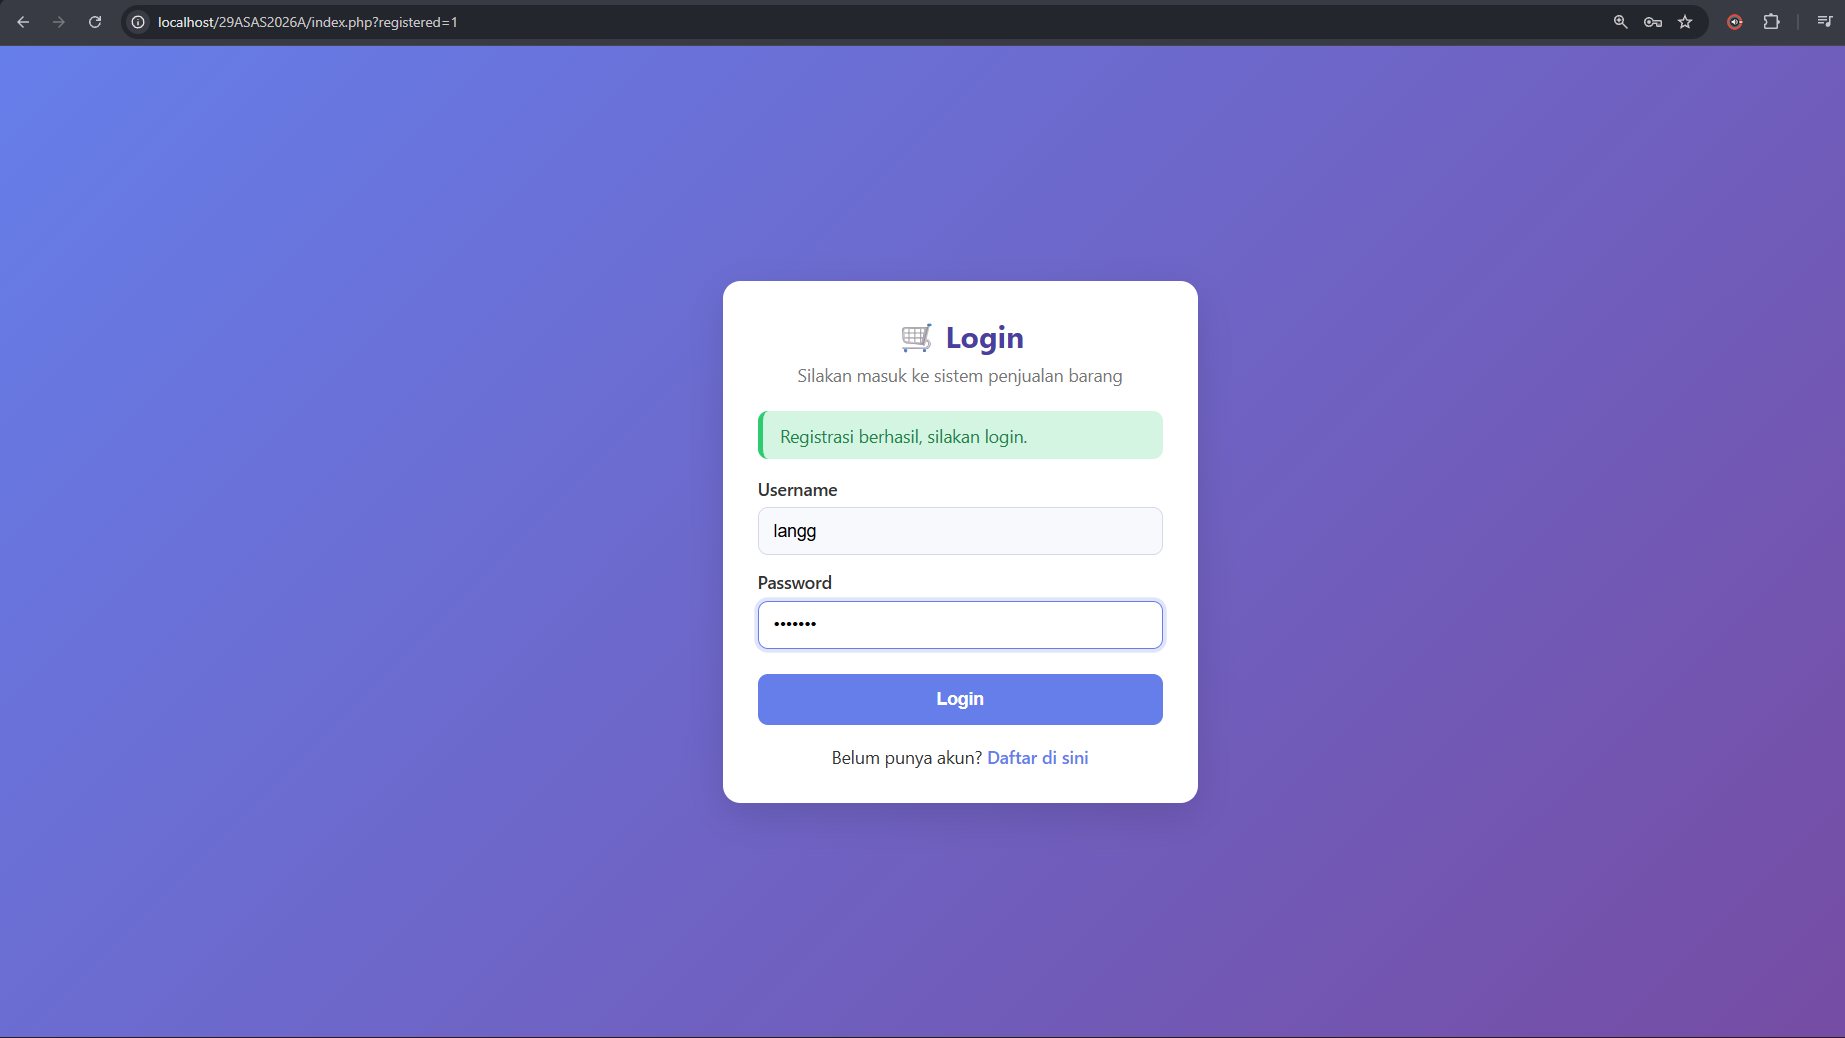 localhost/29ASAS2026A/index.php?registered=1
Login
Silakan masuk ke sistem penjualan barang
Registrasi berhasil, silakan login.
Username
langg
Password
•••••••
Login
Belum punya akun? Daftar di sini